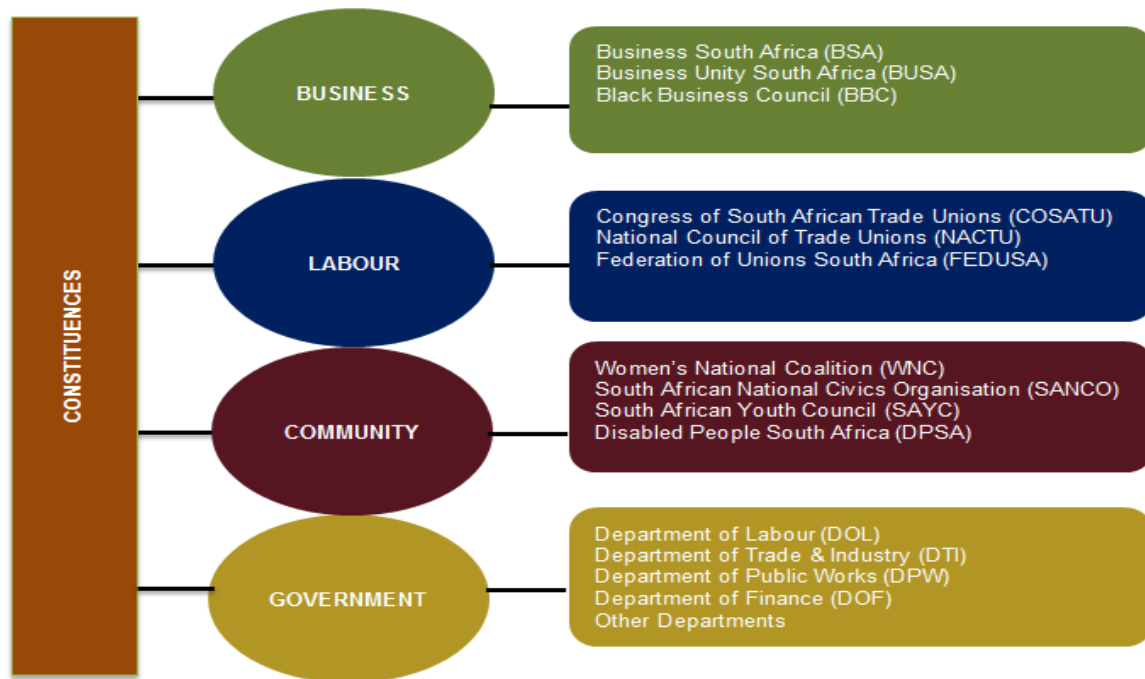 CONSTITUENCES
BUSINESS
Business South Africa (BSA)
Business Unity South Africa (BUSA)
Black Business Council (BBC)
LABOUR
Congress of South African Trade Unions (COSATU)
National Council of Trade Unions (NACTU)
Federation of Unions South Africa (FEDUSA)
COMMUNITY
Women's National Coalition (WNC)
South African National Civics Organisation (SANCO)
South African Youth Council (SAYC)
Disabled People South Africa (DPSA)
GOVERNMENT
Department of Labour (DOL)
Department of Trade & Industry (DTI)
Department of Public Works (DPW)
Department of Finance (DOF)
Other Departments